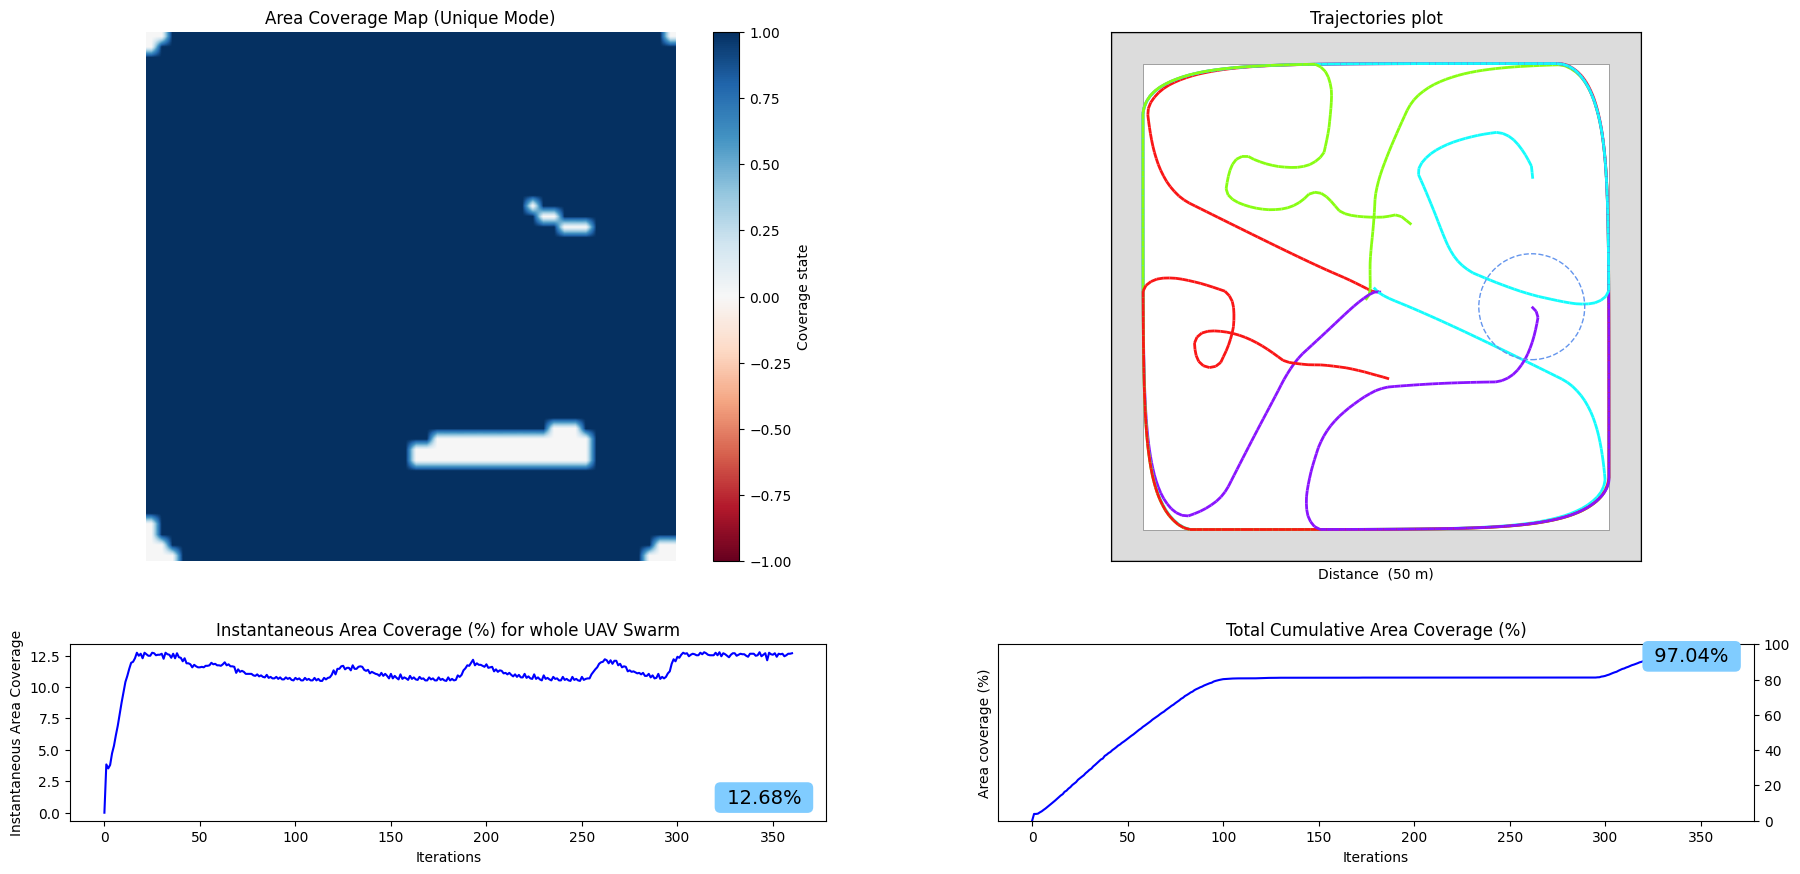 Area Coverage Map (Unique Mode)
1.00
0.75
0.50
0.25
0.00
−0.25
−0.50
−0.75
−1.00
Coverage state
Trajectories plot
Distance  (50 m)
Instantaneous Area Coverage (%) for whole UAV Swarm
Instantaneous Area Coverage
12.5
10.0
7.5
5.0
2.5
0.0
12.68%
0 50 100 150 200 250 300 350
Iterations
Total Cumulative Area Coverage (%)
Area coverage (%)
97.04%
100
80
60
40
20
0
0 50 100 150 200 250 300 350
Iterations